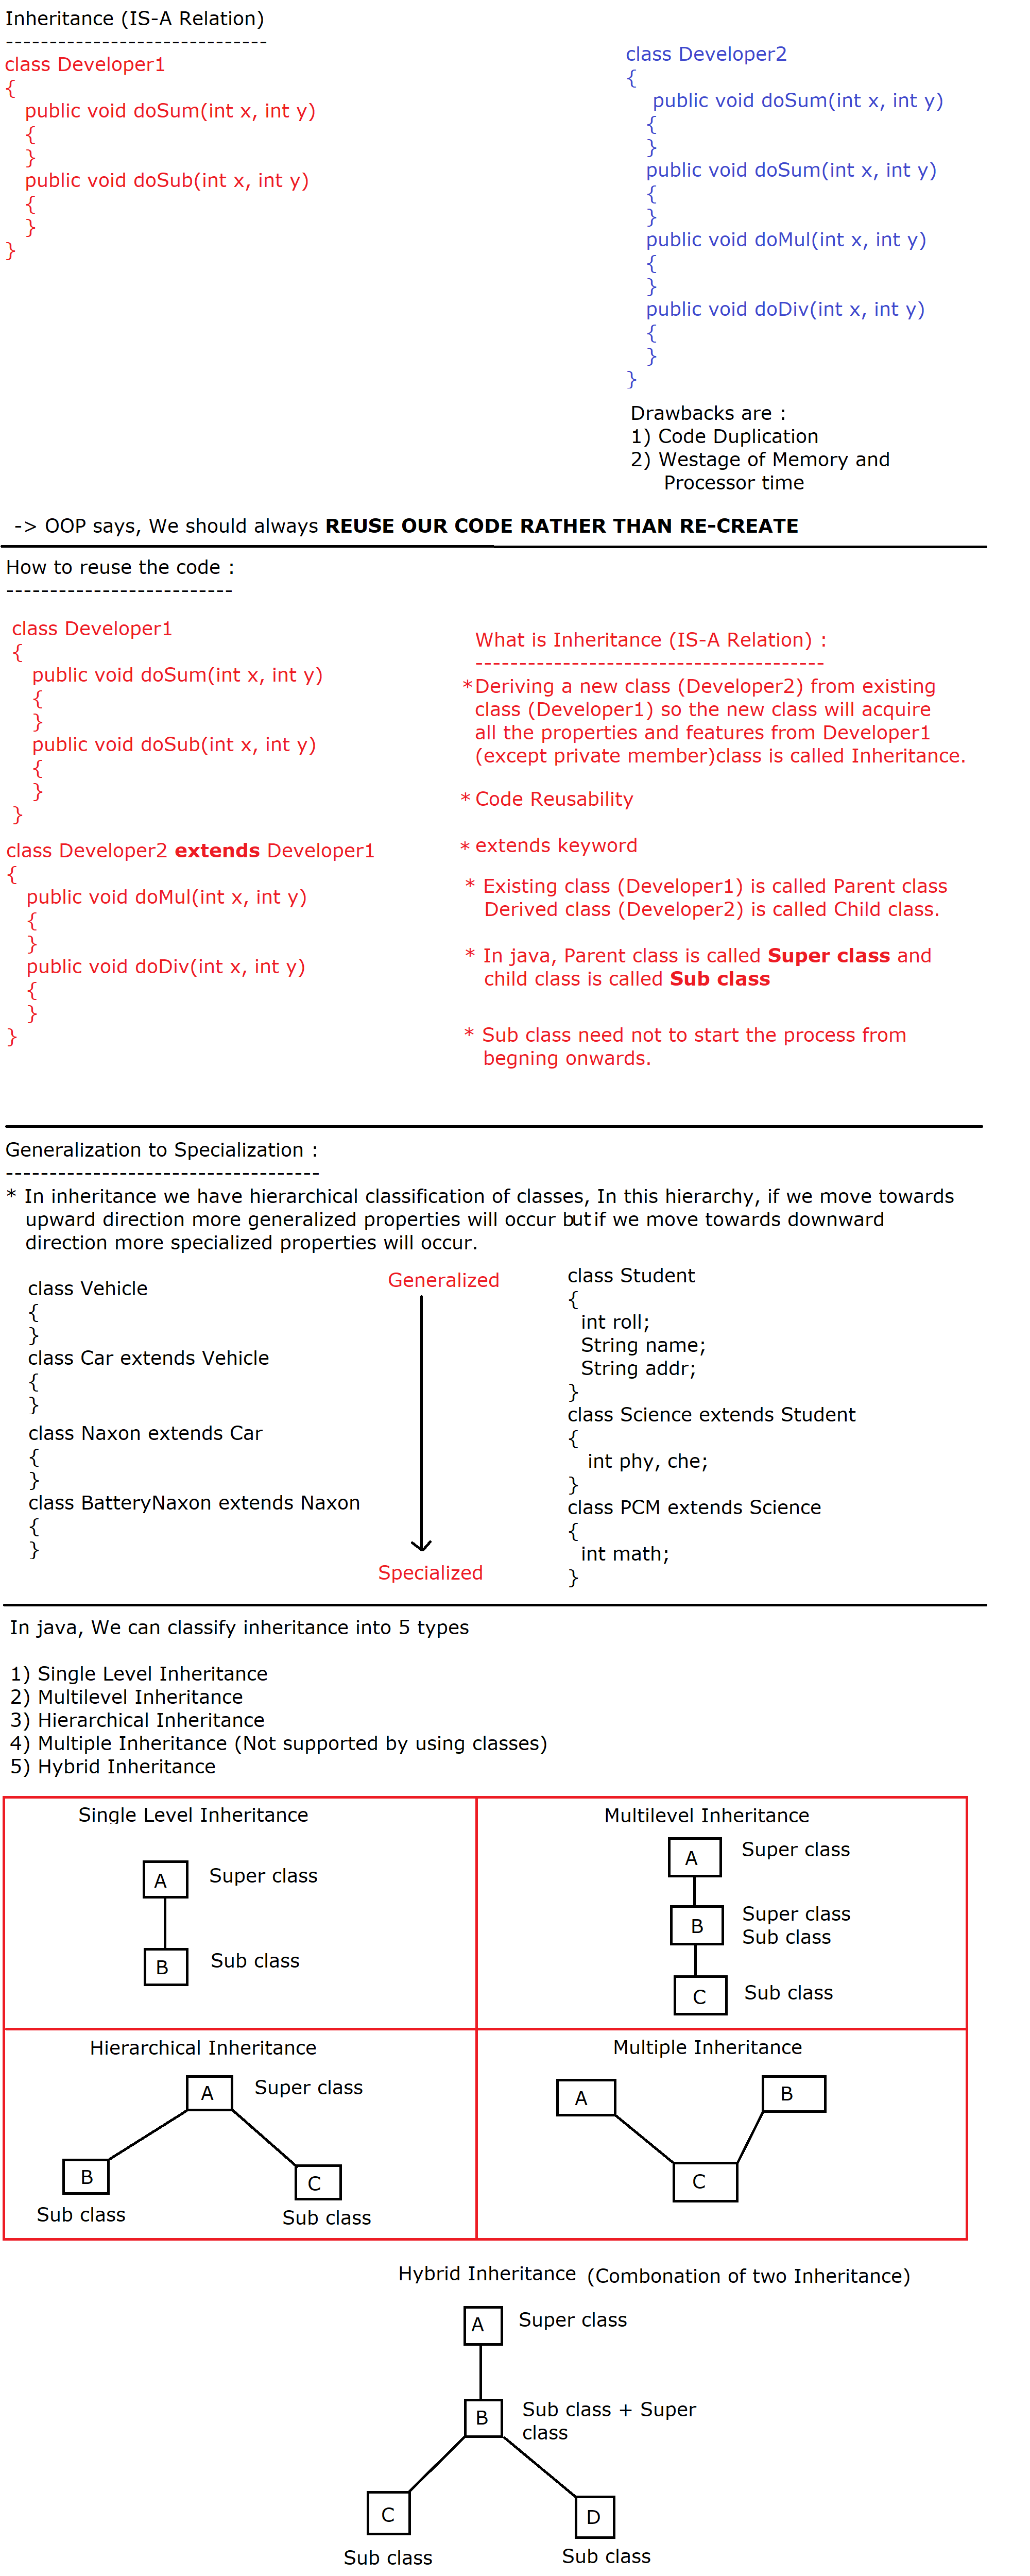 Inheritance (IS-A Relation)
------------------------------
class Developer1
{
public void doSum(int x, int y)
{
}
public void doSub(int x, int y)
{
}
}
class Developer2
{
public void doSum(int x, int y)
{
}
public void doSum(int x, int y)
{
}
public void doMul(int x, int y)
{
}
public void doDiv(int x, int y)
{
}
}
Drawbacks are :
1) Code Duplication
2) Westage of Memory and
Processor time
-> OOP says, We should always REUSE OUR CODE RATHER THAN RE-CREATE
How to reuse the code :
--------------------------
class Developer1
{
public void doSum(int x, int y)
{
}
public void doSub(int x, int y)
{
}
}
class Developer2 extends Developer1
{
public void doMul(int x, int y)
{
}
public void doDiv(int x, int y)
{
}
}
What is Inheritance (IS-A Relation) :
----------------------------------------
* Deriving a new class (Developer2) from existing
class (Developer1) so the new class will acquire
all the properties and features from Developer1
(except private member)class is called Inheritance.
* Code Reusability
* extends keyword
* Existing class (Developer1) is called Parent class
Derived class (Developer2) is called Child class.
* In java, Parent class is called Super class and
child class is called Sub class
* Sub class need not to start the process from
begning onwards.
Generalization to Specialization :
------------------------------------
* In inheritance we have hierarchical classification of classes, In this hierarchy, if we move towards
upward direction more generalized properties will occur but if we move towards downward
direction more specialized properties will occur.
class Vehicle
{
}
class Car extends Vehicle
{
}
class Naxon extends Car
{
}
class BatteryNaxon extends Naxon
{
}
Generalized
Specialized
class Student
{
int roll;
String name;
String addr;
}
class Science extends Student
{
int phy, che;
}
class PCM extends Science
{
int math;
}
In java, We can classify inheritance into 5 types
1) Single Level Inheritance
2) Multilevel Inheritance
3) Hierarchical Inheritance
4) Multiple Inheritance (Not supported by using classes)
5) Hybrid Inheritance
Single Level Inheritance
A Super class
B Sub class
Multilevel Inheritance
A Super class
B Super class
Sub class
C Sub class
Hierarchical Inheritance
A Super class
B
C
Sub class
Sub class
Multiple Inheritance
A
B
C
Hybrid Inheritance (Combonation of two Inheritance)
A Super class
B Sub class + Super
class
C
D
Sub class
Sub class